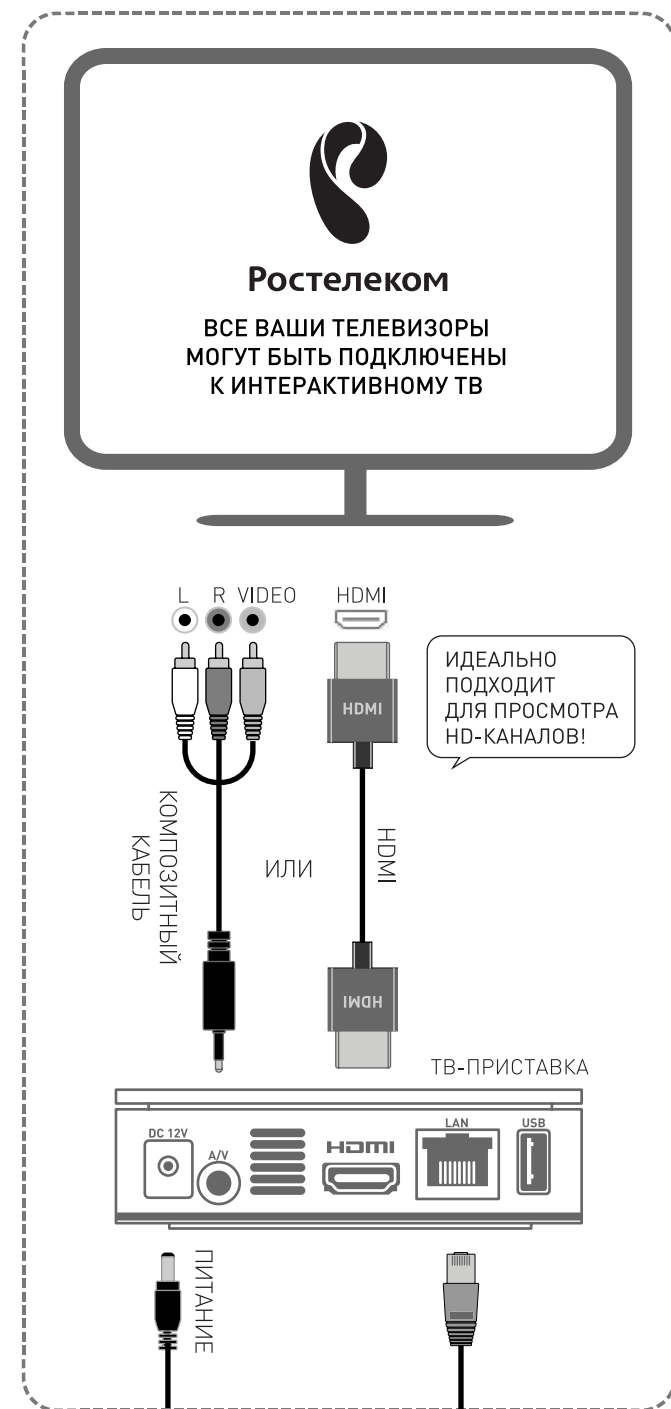 Ростелеком
ВСЕ ВАШИ ТЕЛЕВИЗОРЫ
МОГУТ БЫТЬ ПОДКЛЮЧЕНЫ
К ИНТЕРАКТИВНОМУ ТВ
L R VIDEO HDMI
ИДЕАЛЬНО
ПОДХОДИТ
ДЛЯ ПРОСМОТРА
HD-КАНАЛОВ!
HDMI
КОМПОЗИТНЫЙ
КАБЕЛЬ
ИЛИ
HDMI
HDMI
ТВ-ПРИСТАВКА
DC 12V
A/V
HDMI
LAN
USB
ПИТАНИЕ